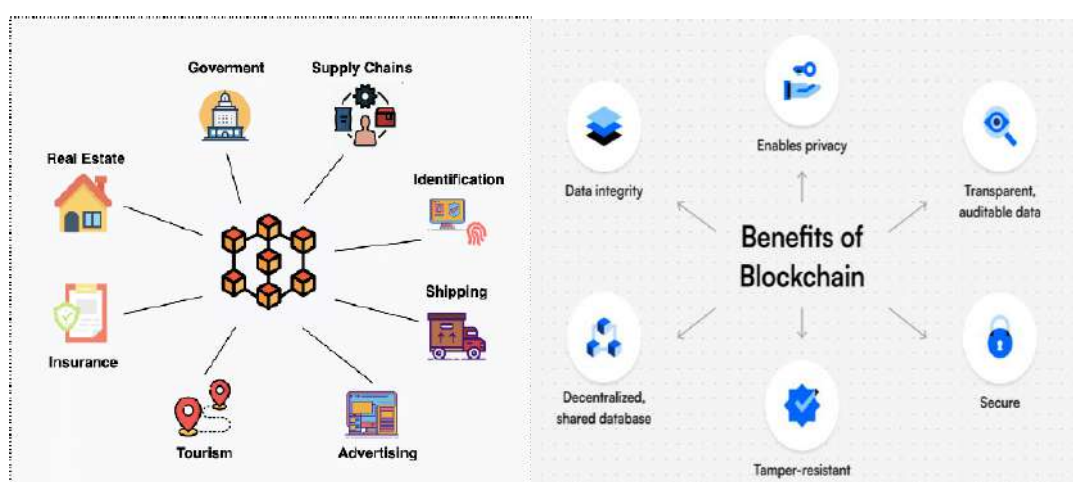 Goverment
Supply Chains
Real Estate
Identification
Shipping
Insurance
Tourism
Advertising
Enables privacy
Data integrity
Transparent,
auditable data
Benefits of
Blockchain
Decentralized,
shared database
Secure
Tamper-resistant